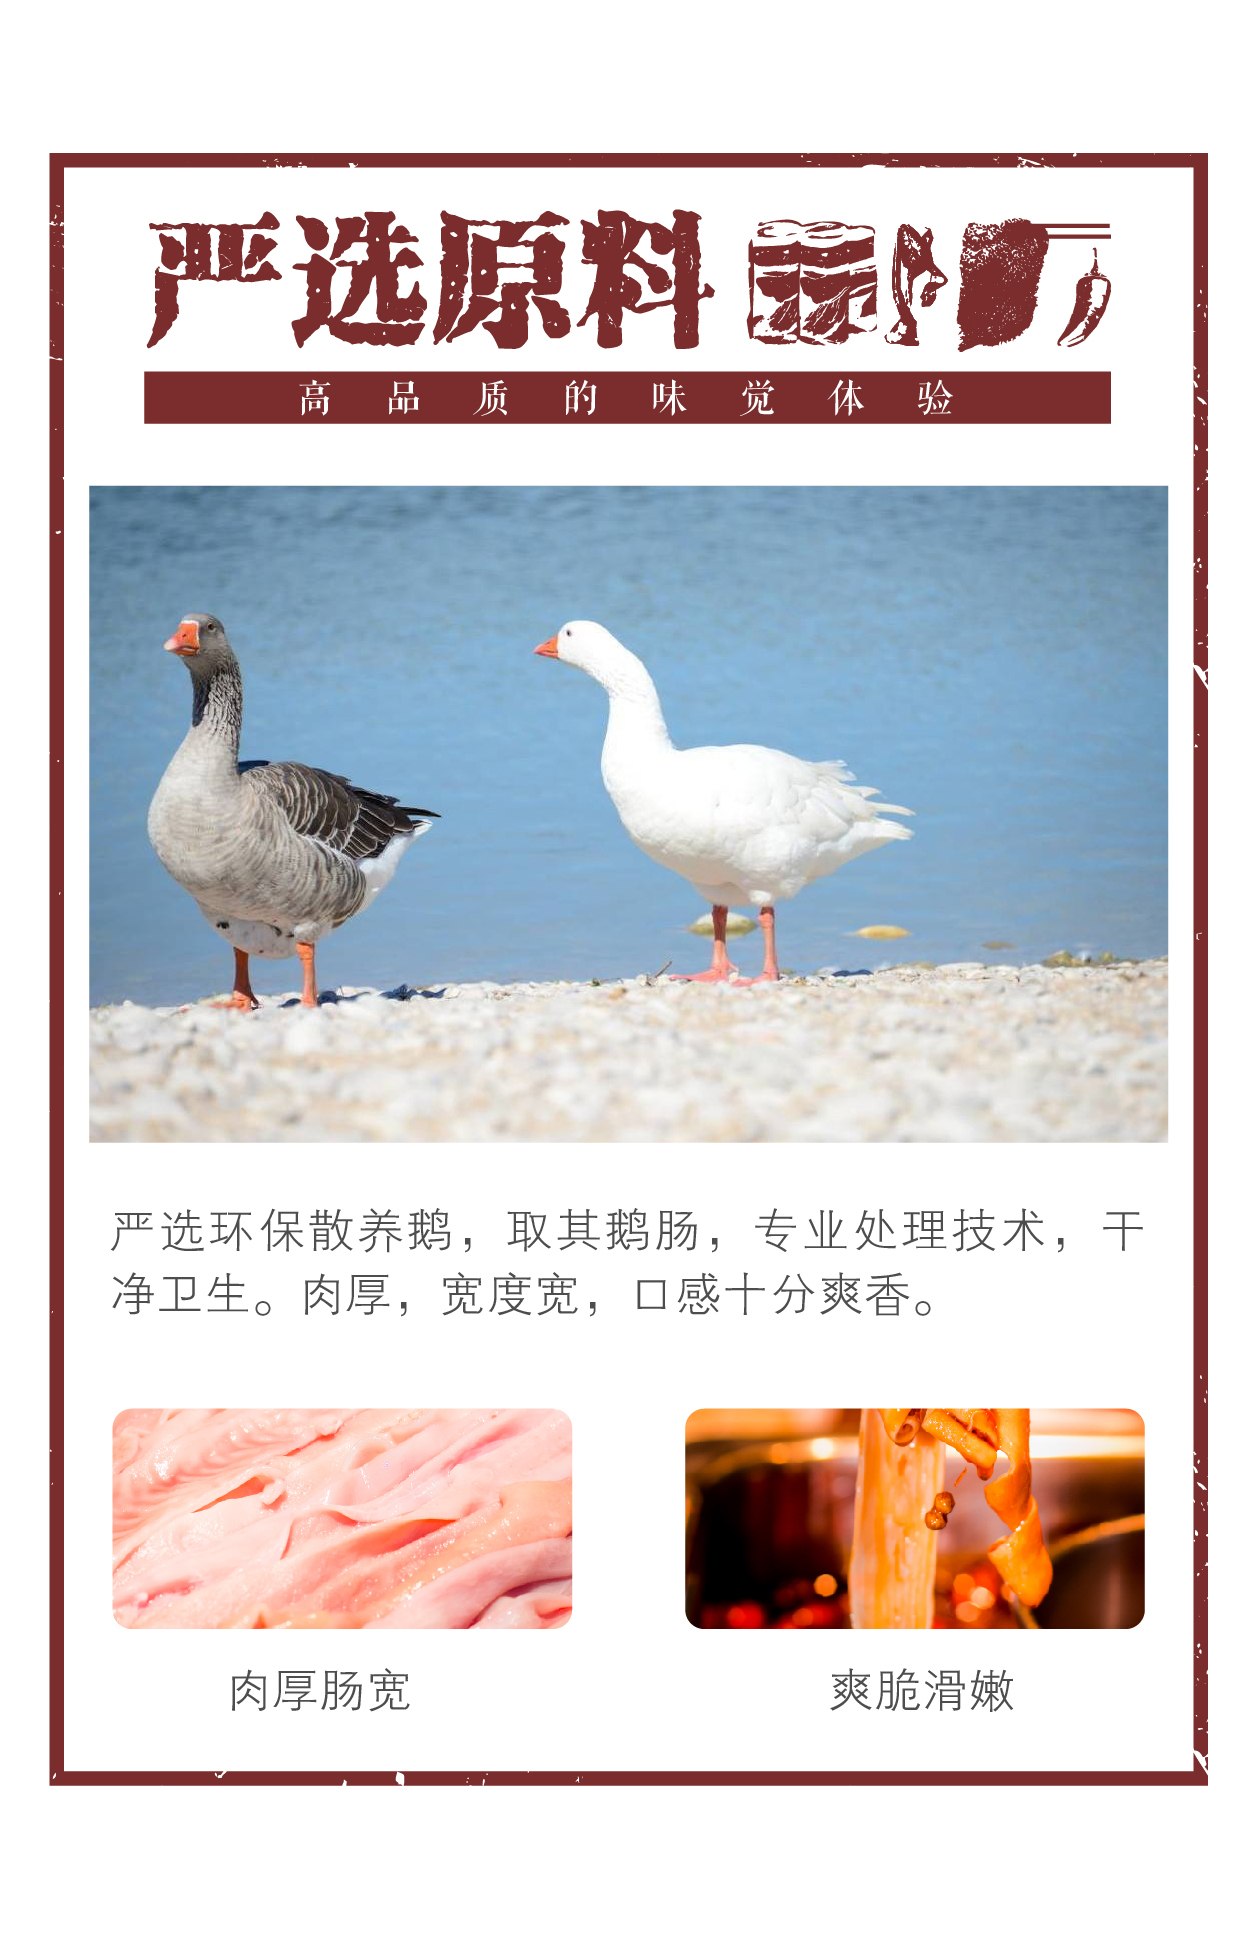 严选原料
高品质的味觉体验
严选环保散养鹅，取其鹅肠，专业处理技术，干
净卫生。肉厚，宽度宽，口感十分爽香。
肉厚肠宽
爽脆滑嫩